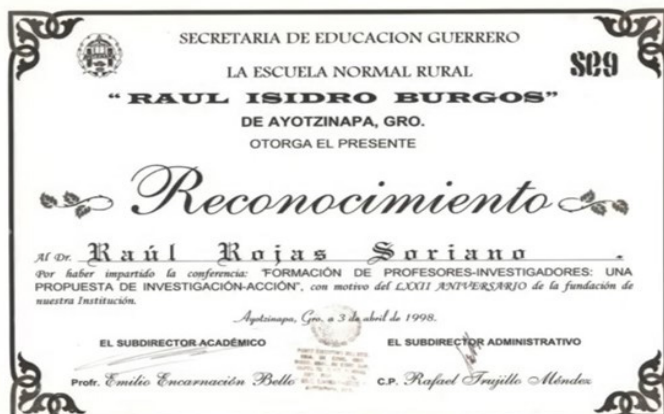 SECRETARIA DE EDUCACION GUERRERO
seg
LA ESCUELA NORMAL RURAL
“RAUL ISIDRO BURGOS”
DE AYOTZINAPA, GRO.
OTORGA EL PRESENTE
Reconocimiento
Al Dr. Raúl Rojas Soriano .
Por haber impartido la conferencia: "FORMACIÓN DE PROFESORES-INVESTIGADORES: UNA
PROPUESTA DE INVESTIGACIÓN-ACCIÓN", con motivo del LXXII ANIVERSARIO de la fundación de
nuestra Institución.
Ayotzinapa, Gro. a 3 de abril de 1998.
EL SUBDIRECTOR ACADÉMICO
EL SUBDIRECTOR ADMINISTRATIVO
Profr. Emilio Encarnación Bello
C.P. Rafael Trujillo Méndez